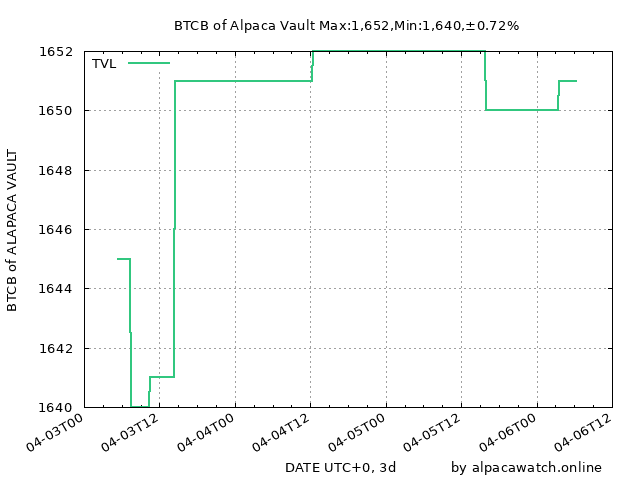 BTCB of Alpaca Vault Max:1,652,Min:1,640,±0.72%
TVL
1652
1650
1648
1646
1644
1642
1640
BTCB of ALAPACA VAULT
04-03T00
04-03T12
04-04T00
04-04T12
04-05T00
04-05T12
04-06T00
04-06T12
DATE UTC+0, 3d
by alpacawatch.online